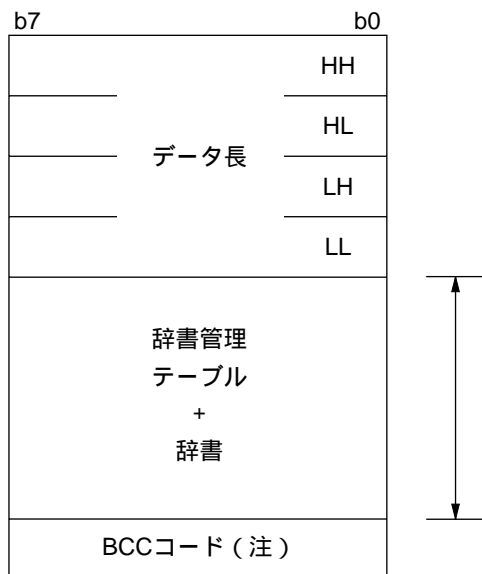 b7 b0
HH
HL
データ長
LH
LL
辞書管理
テーブル
+
辞書
BCCコード（注）